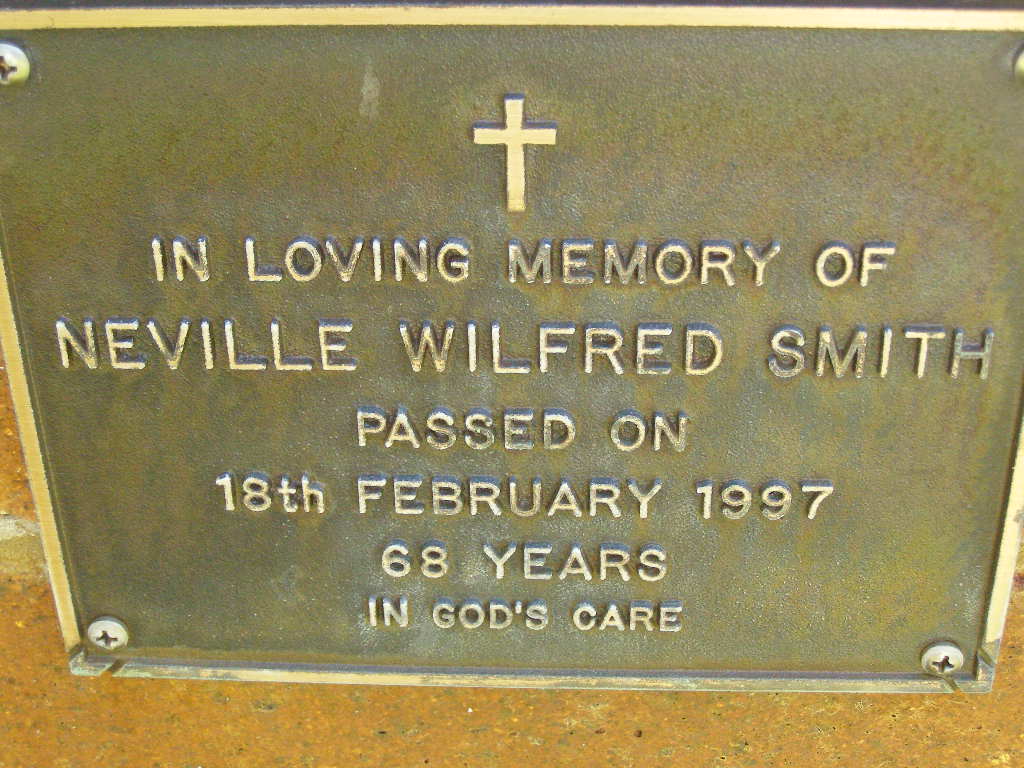 IN LOVING MEMORY OF
NEVILLE WILFRED SMITH
PASSED ON
18th FEBRUARY 1997
68 YEARS
IN GOD'S CARE